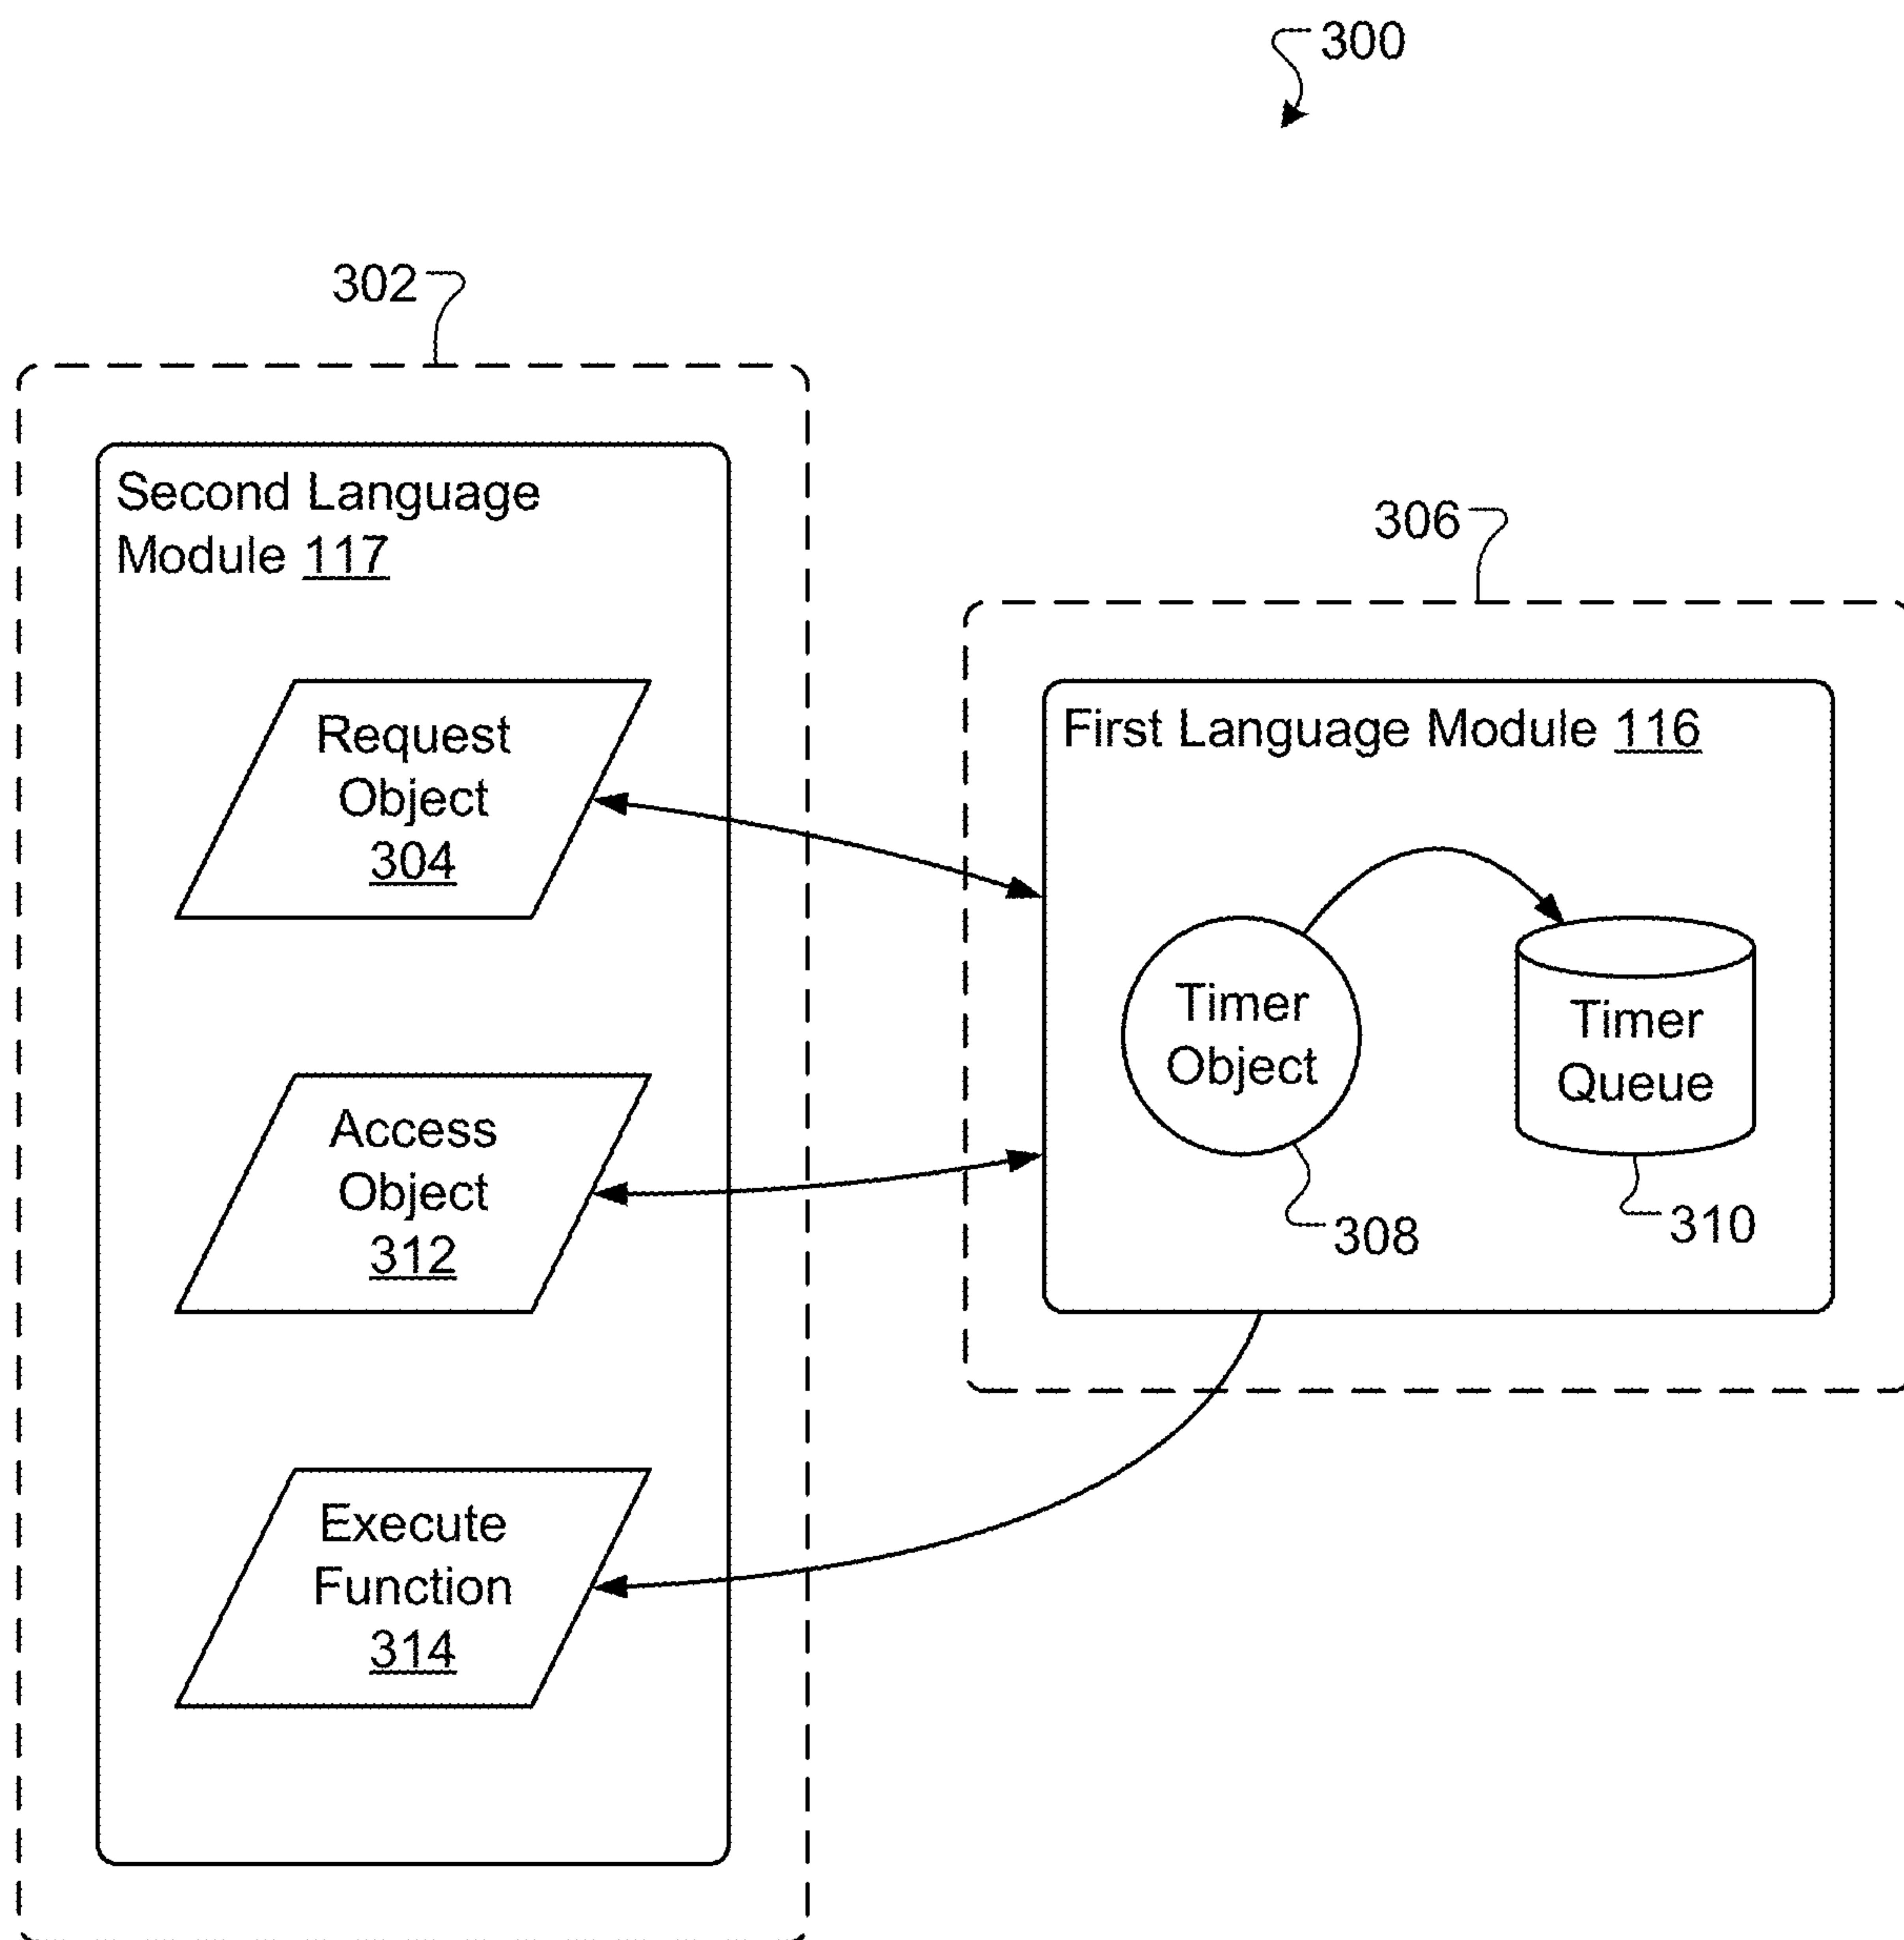 300
302
Second Language
Module 117
Request
Object
304
Access
Object
312
Execute
Function
314
306
First Language Module 116
Timer
Object
Timer
Queue
308
310